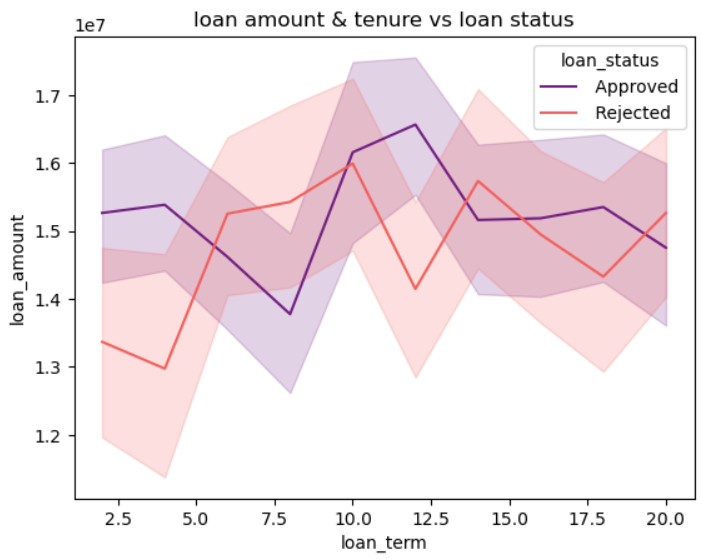 loan amount & tenure vs loan status
1e7
loan_status
Approved
Rejected
1.7
1.6
1.5
1.4
1.3
1.2
loan_amount
2.5 5.0 7.5 10.0 12.5 15.0 17.5 20.0
loan_term